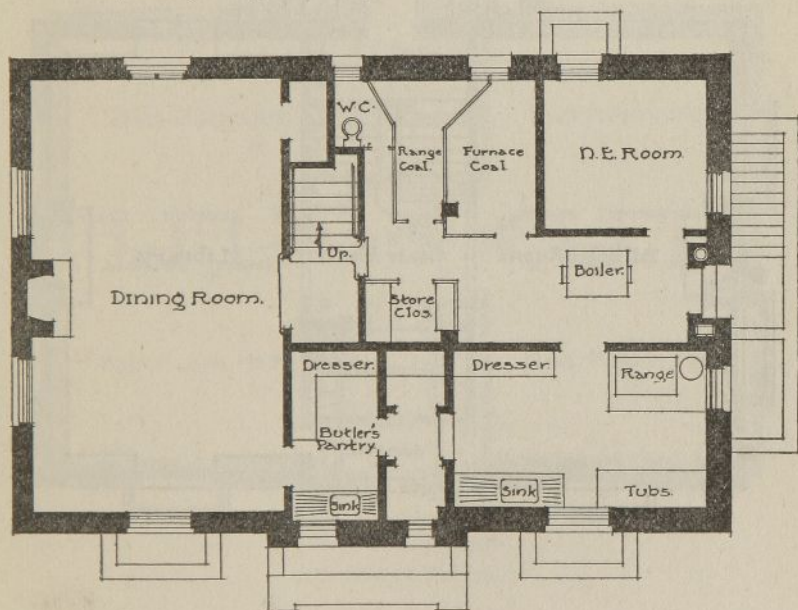 W.C.
Range
Coal.
Furnace
Coal
N.E. Room
Up.
Dining Room.
Boiler.
Store
Clos.
Dresser.
Dresser.
Range
Butler's
Pantry
Sink
Sink
Tubs.